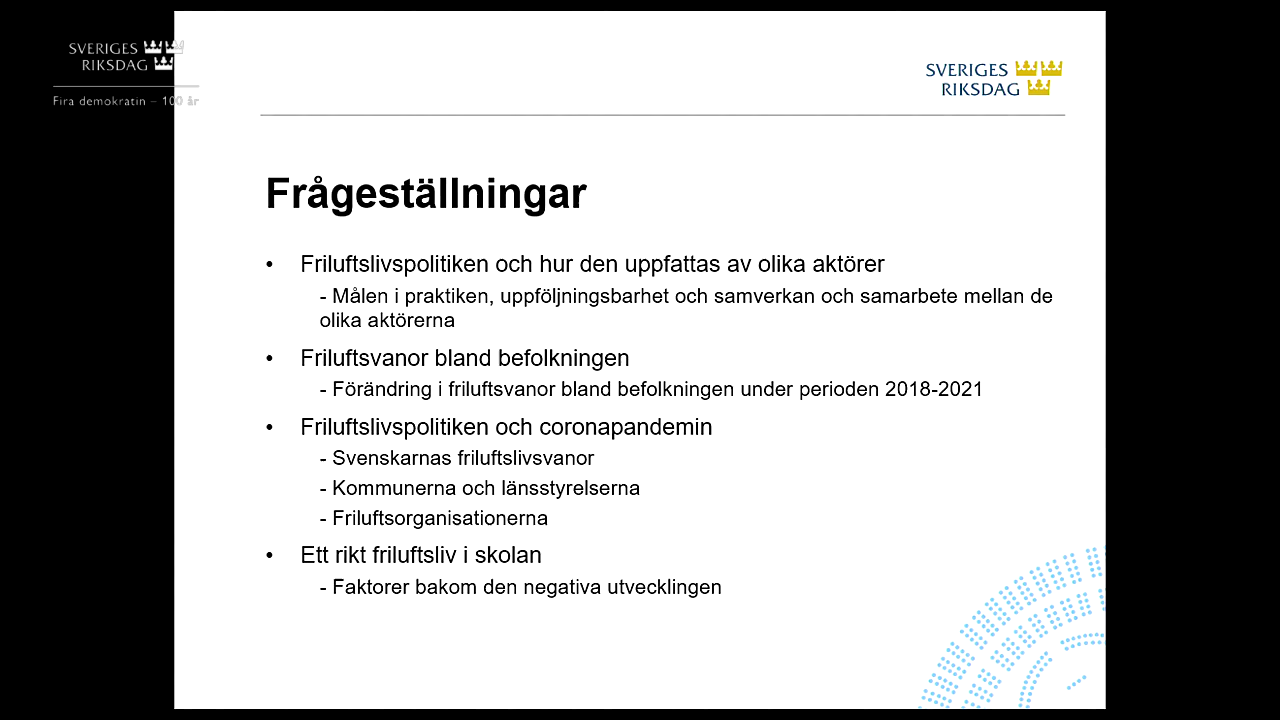 SVERIGES
RIKSDAG
Fira demokratin – 100 år
SVERIGES
RIKSDAG
Frågeställningar
• Friluftslivspolitiken och hur den uppfattas av olika aktörer
- Målen i praktiken, uppföljningsbarhet och samverkan och samarbete mellan de
olika aktörerna
• Friluftsvanor bland befolkningen
- Förändring i friluftsvanor bland befolkningen under perioden 2018-2021
• Friluftslivspolitiken och coronapandemin
- Svenskarnas friluftslivsvanor
- Kommunerna och länsstyrelserna
- Friluftsorganisationerna
• Ett rikt friluftsliv i skolan
- Faktorer bakom den negativa utvecklingen